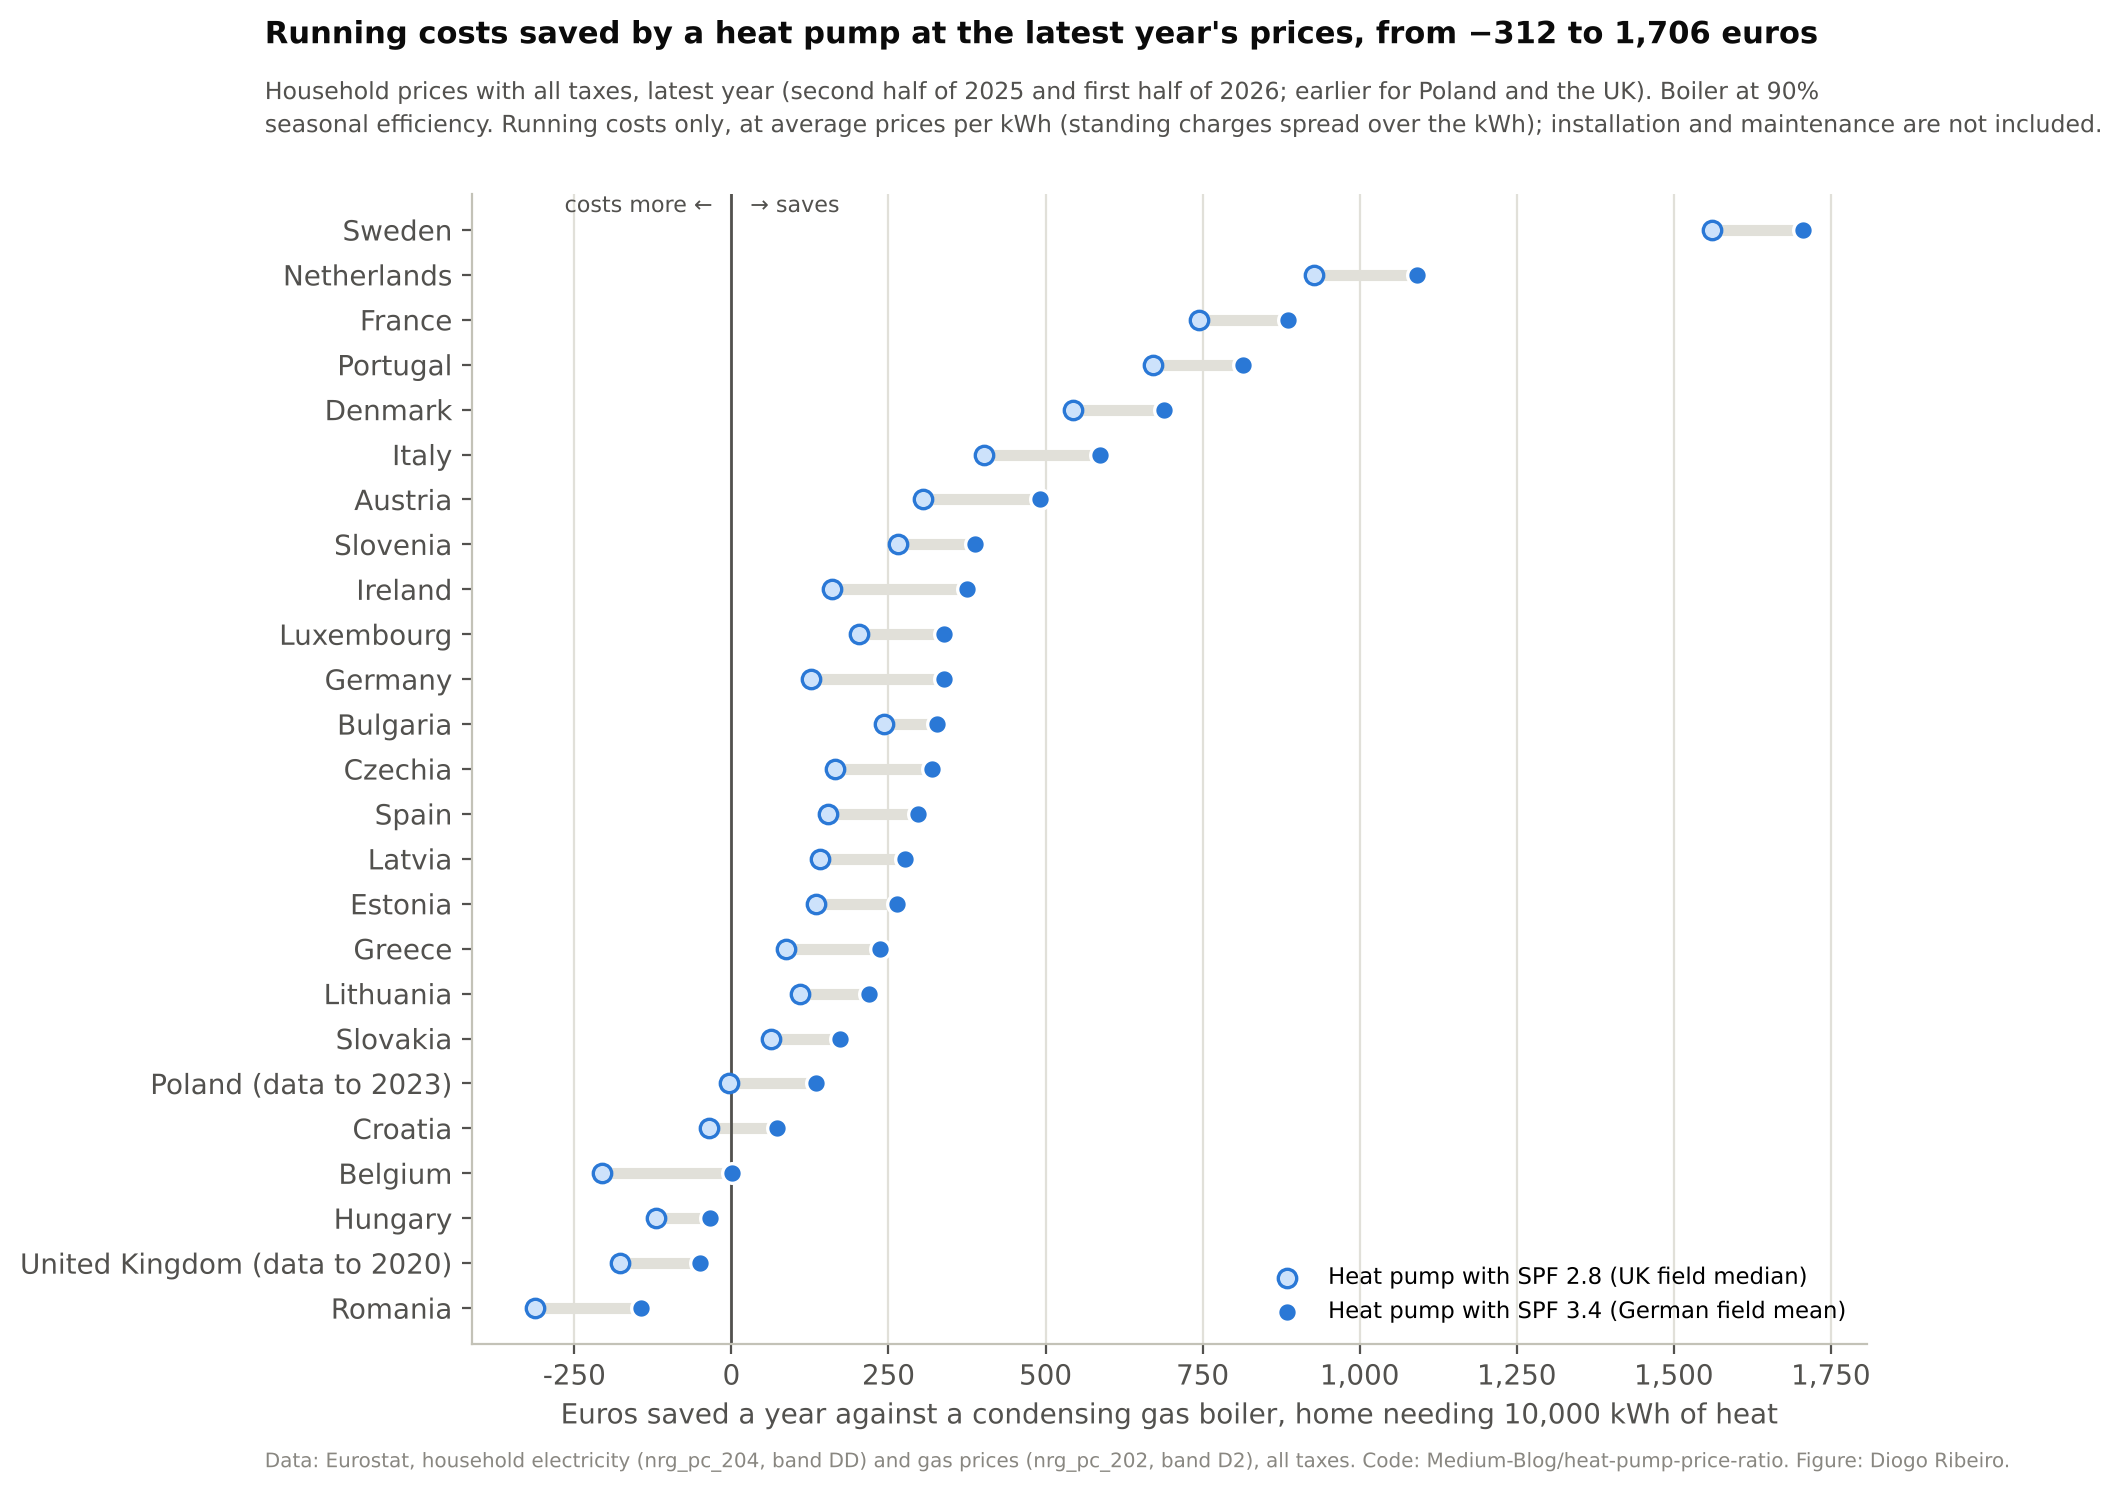 Running costs saved by a heat pump at the latest year's prices, from −312 to 1,706 euros
Household prices with all taxes, latest year (second half of 2025 and first half of 2026; earlier for Poland and the UK). Boiler at 90%
seasonal efficiency. Running costs only, at average prices per kWh (standing charges spread over the kWh); installation and maintenance are not included.
costs more ← → saves
Sweden
Netherlands
France
Portugal
Denmark
Italy
Austria
Slovenia
Ireland
Luxembourg
Germany
Bulgaria
Czechia
Spain
Latvia
Estonia
Greece
Lithuania
Slovakia
Poland (data to 2023)
Croatia
Belgium
Hungary
United Kingdom (data to 2020)
Romania
Heat pump with SPF 2.8 (UK field median)
Heat pump with SPF 3.4 (German field mean)
-250 0 250 500 750 1,000 1,250 1,500 1,750
Euros saved a year against a condensing gas boiler, home needing 10,000 kWh of heat
Data: Eurostat, household electricity (nrg_pc_204, band DD) and gas prices (nrg_pc_202, band D2), all taxes. Code: Medium-Blog/heat-pump-price-ratio. Figure: Diogo Ribeiro.